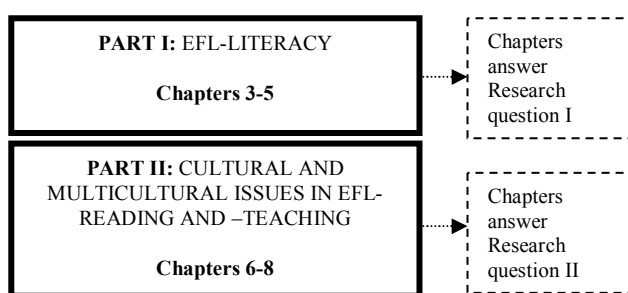 PART I: EFL-LITERACY
Chapters 3-5
Chapters
answer
Research
question I
PART II: CULTURAL AND
MULTICULTURAL ISSUES IN EFL-
READING AND –TEACHING
Chapters 6-8
Chapters
answer
Research
question II